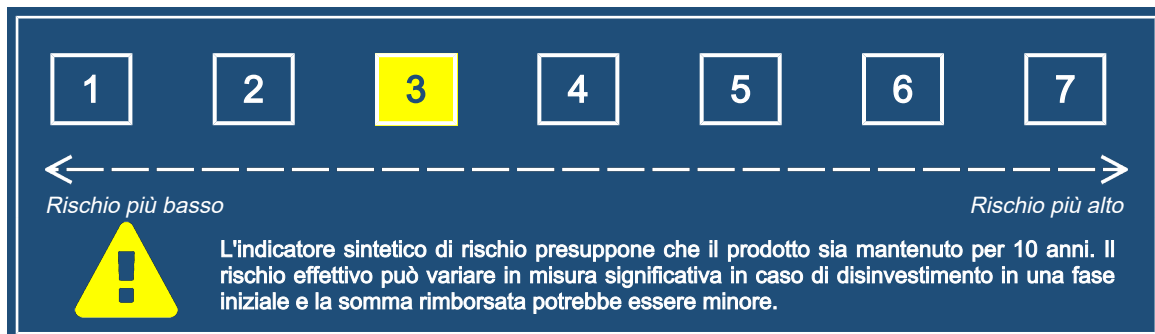 1 2 3 4 5 6 7
Rischio più basso Rischio più alto
L'indicatore sintetico di rischio presuppone che il prodotto sia mantenuto per 10 anni. Il
rischio effettivo può variare in misura significativa in caso di disinvestimento in una fase
iniziale e la somma rimborsata potrebbe essere minore.